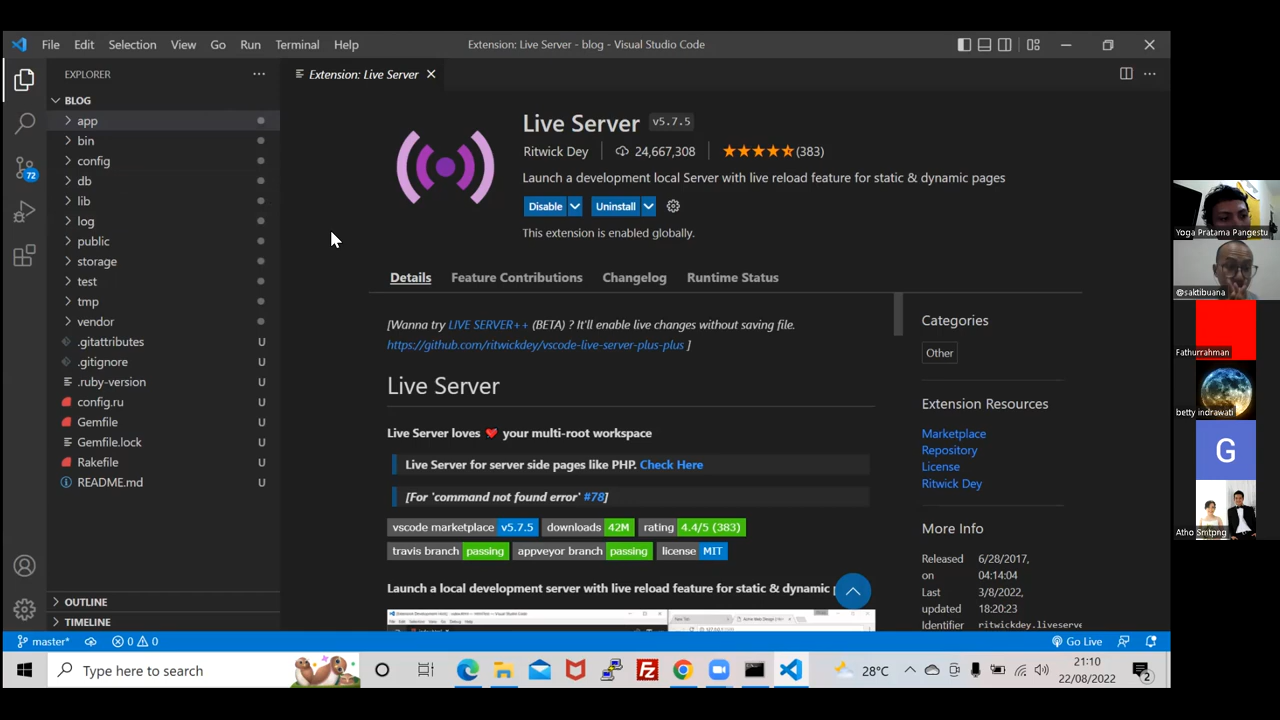 File Edit Selection View Go Run Terminal Help
Extension: Live Server - blog - Visual Studio Code
EXPLORER
Extension: Live Server
BLOG
app
bin
config
db
lib
log
public
storage
test
tmp
vendor
.gitattributes U
.gitignore U
.ruby-version U
config.ru U
Gemfile U
Gemfile.lock U
Rakefile U
README.md U
OUTLINE
TIMELINE
72
Live Server v5.7.5
Ritwick Dey 24,667,308 (383)
Launch a development local Server with live reload feature for static & dynamic pages
Disable Uninstall
This extension is enabled globally.
Details Feature Contributions Changelog Runtime Status
[Wanna try LIVE SERVER++ (BETA) ? It'll enable live changes without saving file.
https://github.com/ritwickdey/vscode-live-server-plus-plus ]
Live Server
Live Server loves ❤️ your multi-root workspace
Live Server for server side pages like PHP. Check Here
[For 'command not found error' #78]
vscode marketplace v5.7.5 downloads 42M rating 4.4/5 (383)
travis branch passing appveyor branch passing license MIT
Launch a local development server with live reload feature for static & dynamic
Categories
Other
Extension Resources
Marketplace
Repository
License
Ritwick Dey
More Info
Released on 6/28/2017, 04:14:04
Last updated 3/8/2022, 18:20:23
Identifier ritwickdey.liveserve
master* 0 0
Go Live
Type here to search
28°C
21:10
22/08/2022
2
Yoga Pratama Pangestu
@saktibuana
Fathurrahman
betty indrawati
G
Atho Smtpng